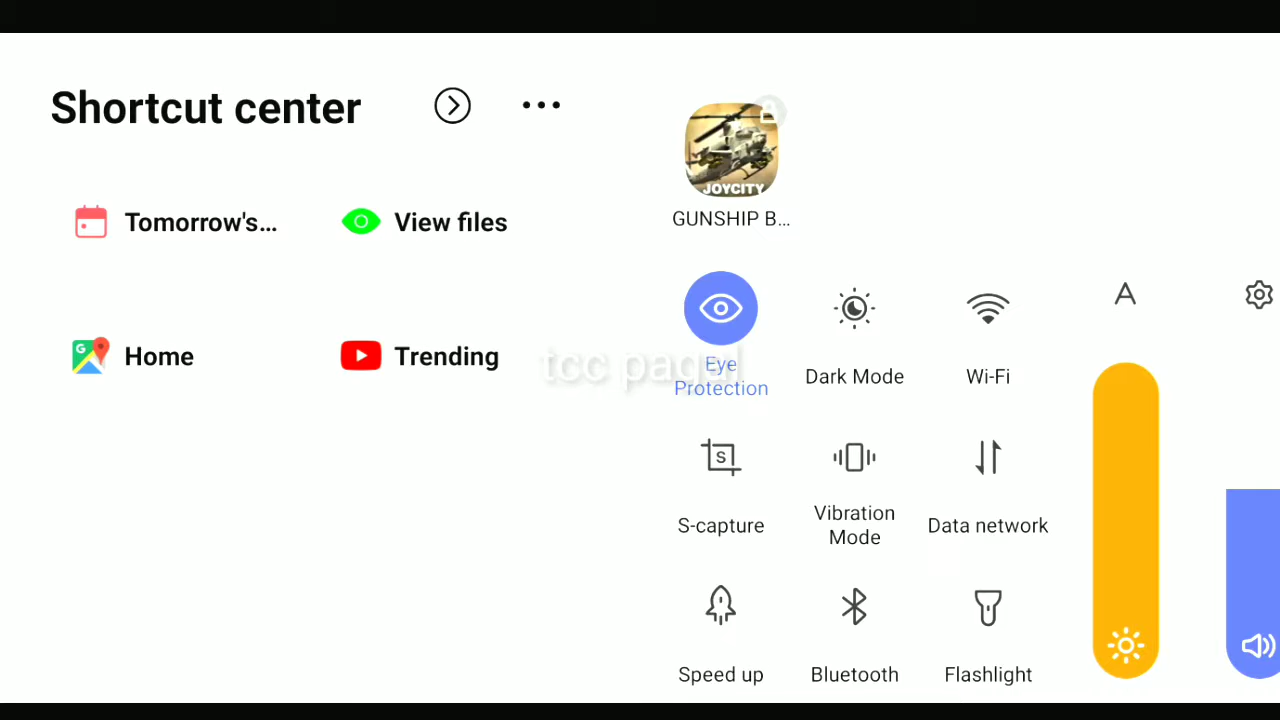 Shortcut center
Tomorrow's...
View files
Home
Trending
JOYCITY
GUNSHIP B...
Eye
Protection
Dark Mode
Wi-Fi
A
S
S-capture
Vibration
Mode
Data network
Speed up
Bluetooth
Flashlight
G